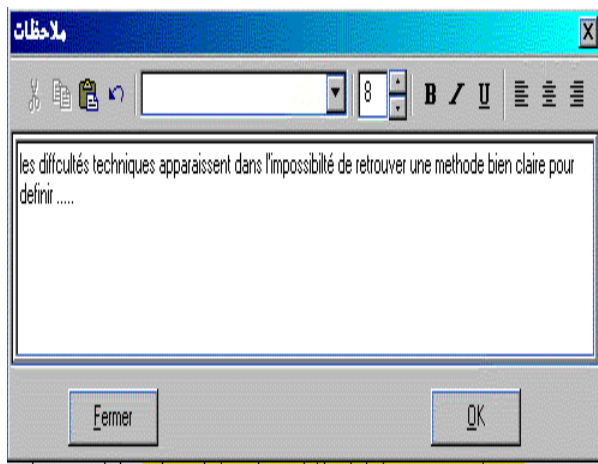 ملاحظات
8 B I U
les diffcultés techniques apparaissent dans l'impossibilté de retrouver une methode bien claire pour
definir .....
Fermer OK